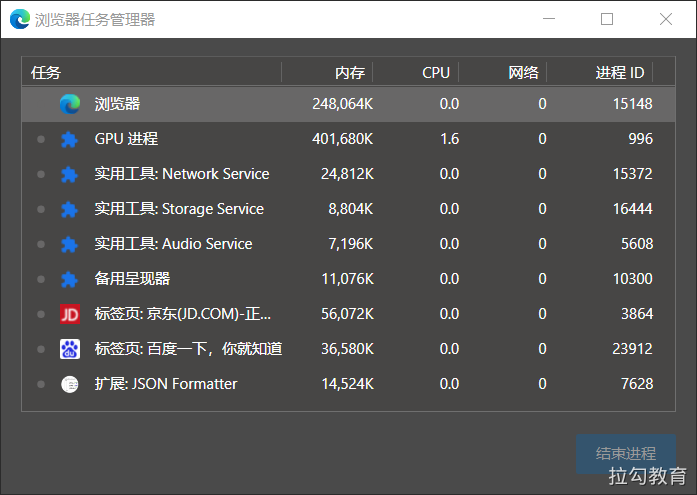 浏览器任务管理器
任务 内存 CPU 网络 进程 ID
浏览器 248,064K 0.0 0 15148
GPU 进程 401,680K 1.6 0 996
实用工具: Network Service 24,812K 0.0 0 15372
实用工具: Storage Service 8,804K 0.0 0 16444
实用工具: Audio Service 7,196K 0.0 0 5608
备用呈现器 11,076K 0.0 0 10300
JD 标签页: 京东(JD.COM)-正... 56,072K 0.0 0 3864
du 标签页: 百度一下，你就知道 36,580K 0.0 0 23912
扩展: JSON Formatter 14,524K 0.0 0 7628
结束进程
拉勾教育